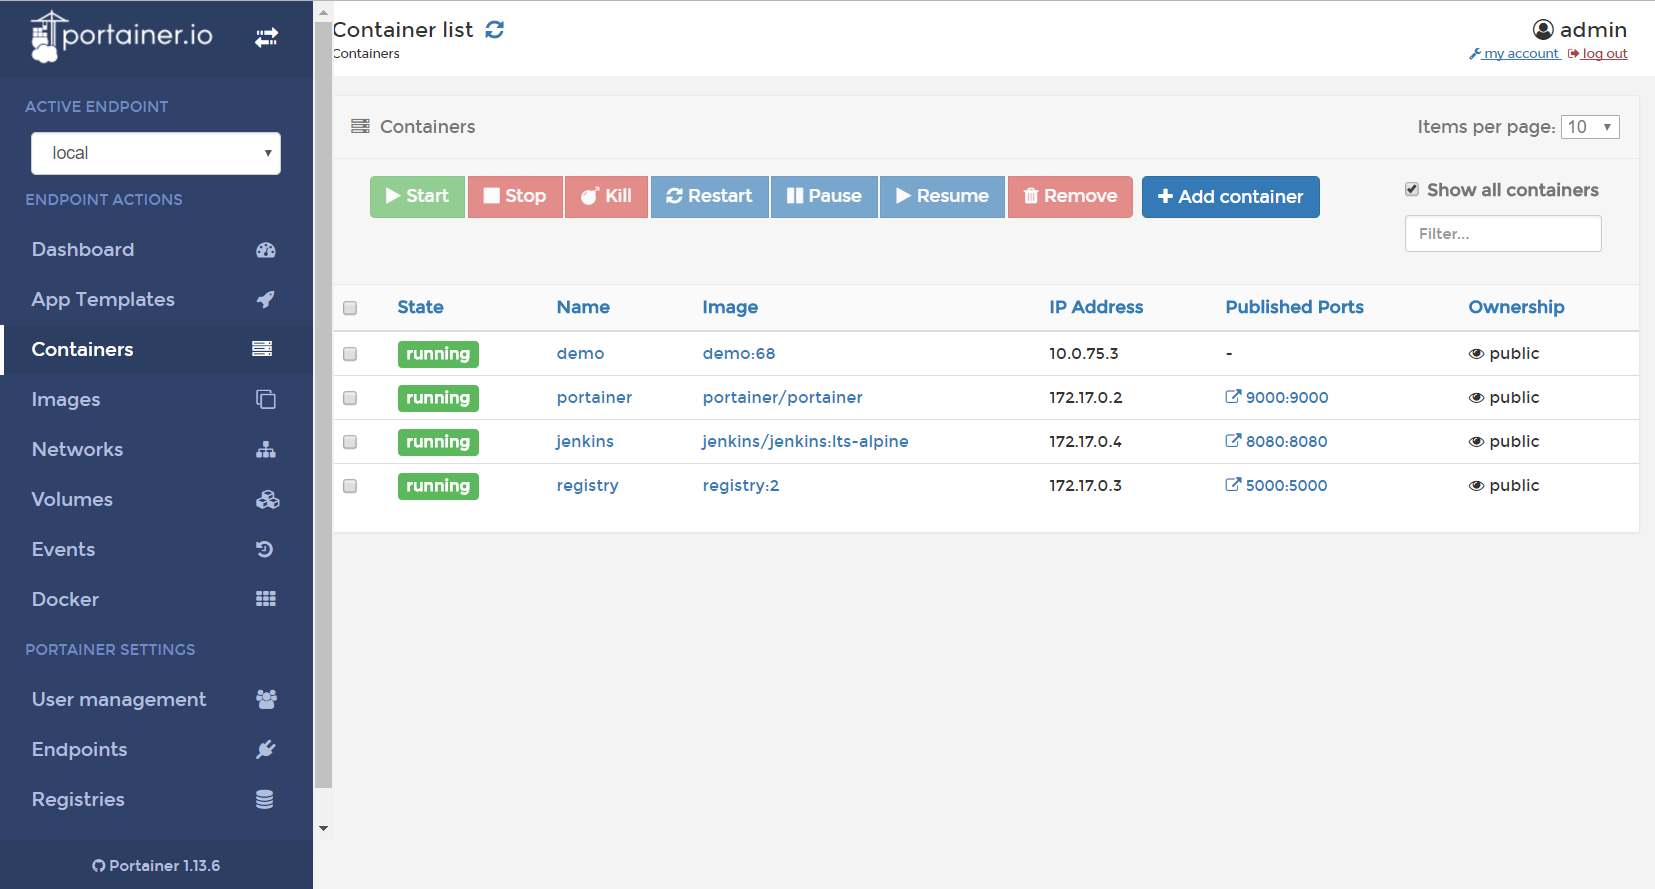 portainer.io
Container list
Containers
admin
my account log out
ACTIVE ENDPOINT
local
ENDPOINT ACTIONS
Dashboard
App Templates
Containers
Images
Networks
Volumes
Events
Docker
PORTAINER SETTINGS
User management
Endpoints
Registries
Portainer 1.13.6
Containers
Items per page: 10
Start Stop Kill Restart Pause Resume Remove Add container
Show all containers
Filter...
State Name Image IP Address Published Ports Ownership
running demo demo:68 10.0.75.3 - public
running portainer portainer/portainer 172.17.0.2 9000:9000 public
running jenkins jenkins/jenkins:lts-alpine 172.17.0.4 8080:8080 public
running registry registry:2 172.17.0.3 5000:5000 public